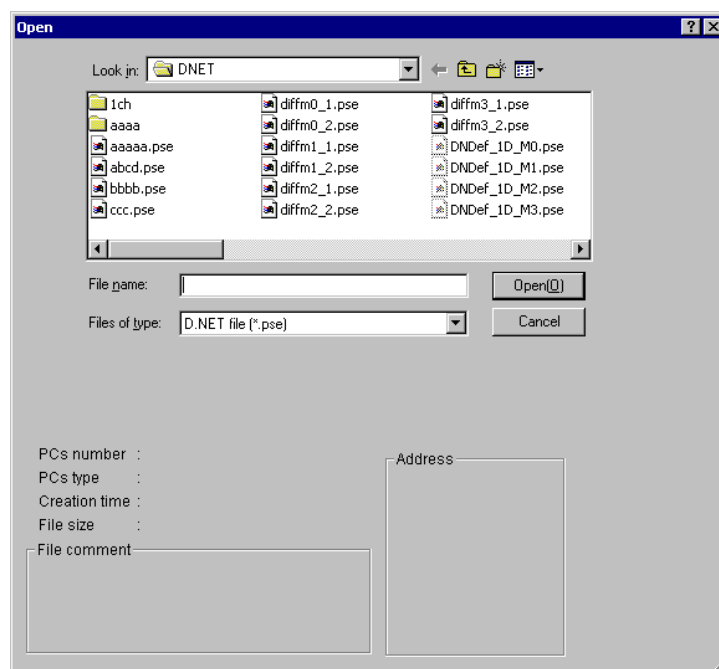 Open
Look in: DNET
1ch diffm0_1.pse diffm3_1.pse
aaaa diffm0_2.pse diffm3_2.pse
aaaaa.pse diffm1_1.pse DNDef_1D_M0.pse
abcd.pse diffm1_2.pse DNDef_1D_M1.pse
bbbb.pse diffm2_1.pse DNDef_1D_M2.pse
ccc.pse diffm2_2.pse DNDef_1D_M3.pse
File name: Open(O)
Files of type: D.NET file (*.pse) Cancel
PCs number :
PCs type :
Creation time :
File size :
File comment
Address